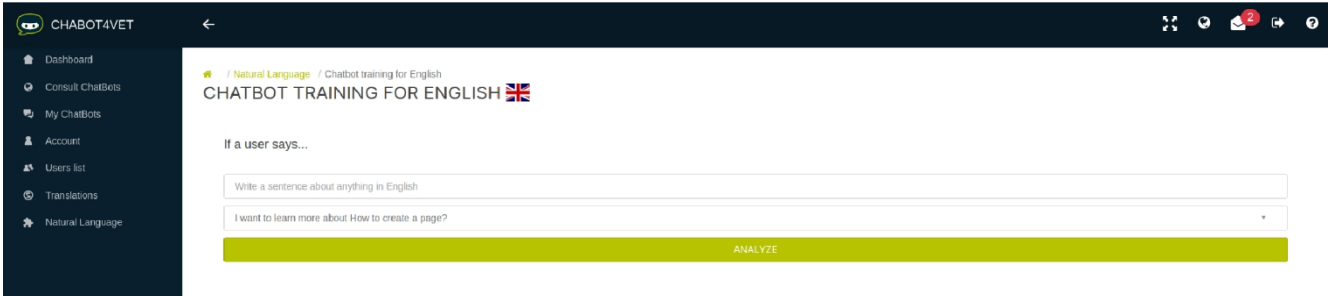 CHABOT4VET
2
Dashboard
Consult ChatBots
My ChatBots
Account
Users list
Translations
Natural Language
/ Natural Language / Chatbot training for English
CHATBOT TRAINING FOR ENGLISH
If a user says...
Write a sentence about anything in English
I want to learn more about How to create a page?
ANALYZE